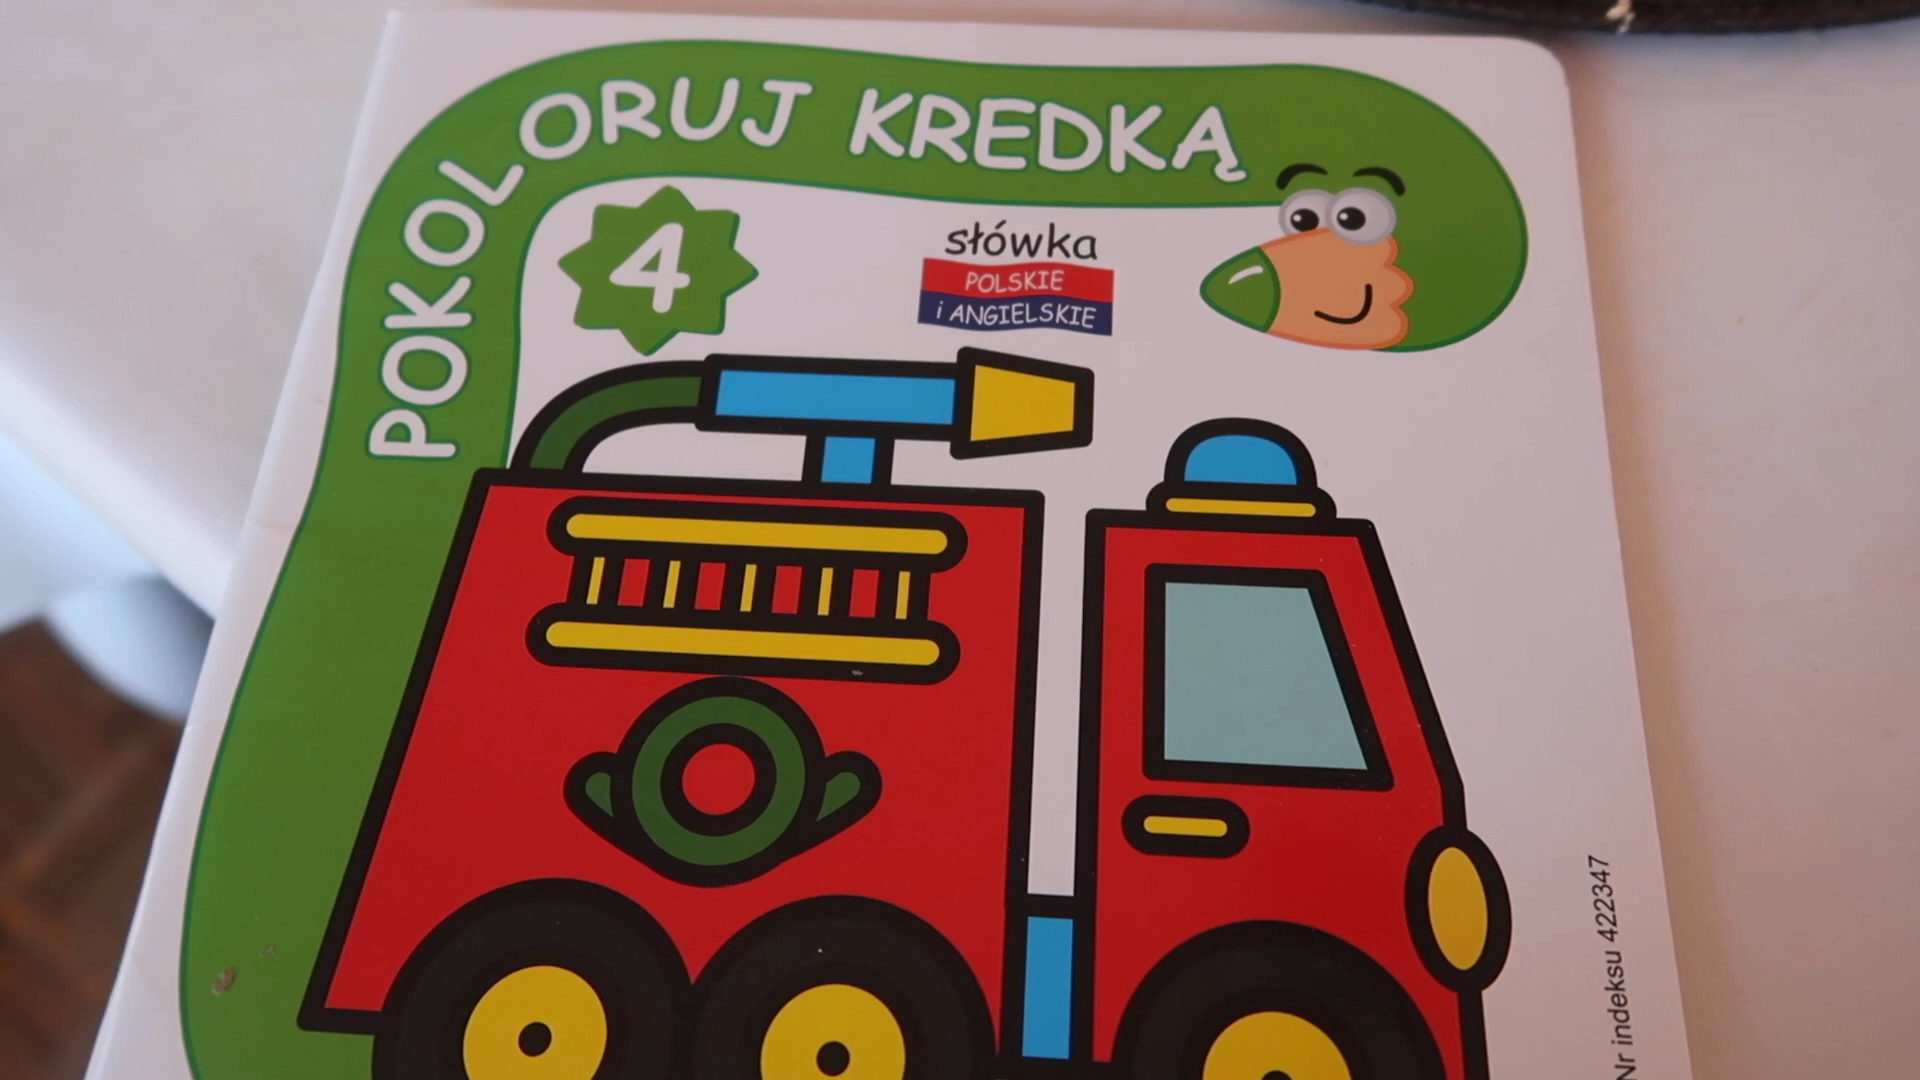 POKOLORUJ KREDKĄ
4
słówka
POLSKIE
i ANGIELSKIE
Nr indeksu 422347